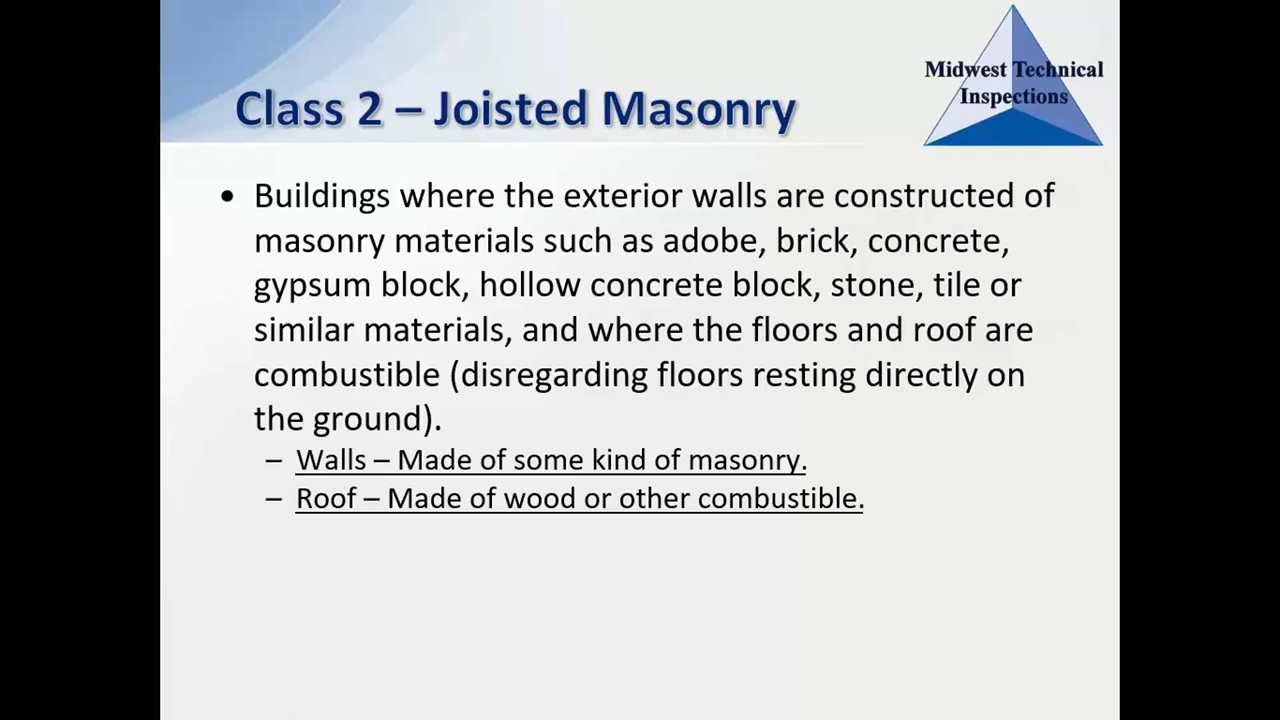 Midwest Technical
Inspections
Class 2 – Joisted Masonry
• Buildings where the exterior walls are constructed of
masonry materials such as adobe, brick, concrete,
gypsum block, hollow concrete block, stone, tile or
similar materials, and where the floors and roof are
combustible (disregarding floors resting directly on
the ground).
– Walls – Made of some kind of masonry.
– Roof – Made of wood or other combustible.